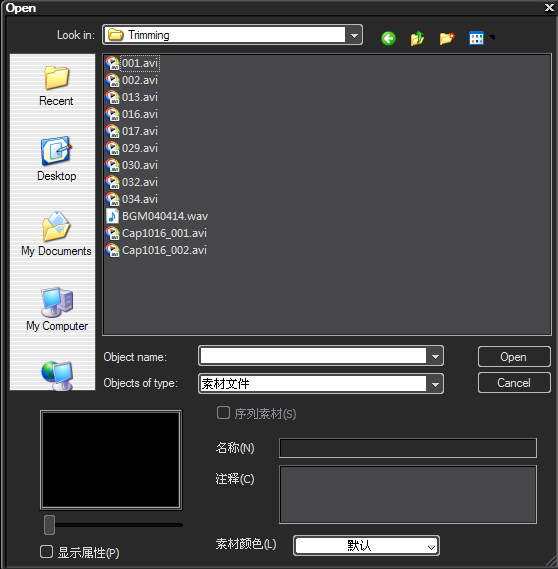 Open
Look in: Trimming
001.avi
002.avi
013.avi
016.avi
017.avi
029.avi
030.avi
032.avi
034.avi
BGM040414.wav
Cap1016_001.avi
Cap1016_002.avi
Recent
Desktop
My Documents
My Computer
Object name:
Open
Objects of type: 素材文件
Cancel
序列素材(S)
名称(N)
注释(C)
素材颜色(L) 默认
显示属性(P)